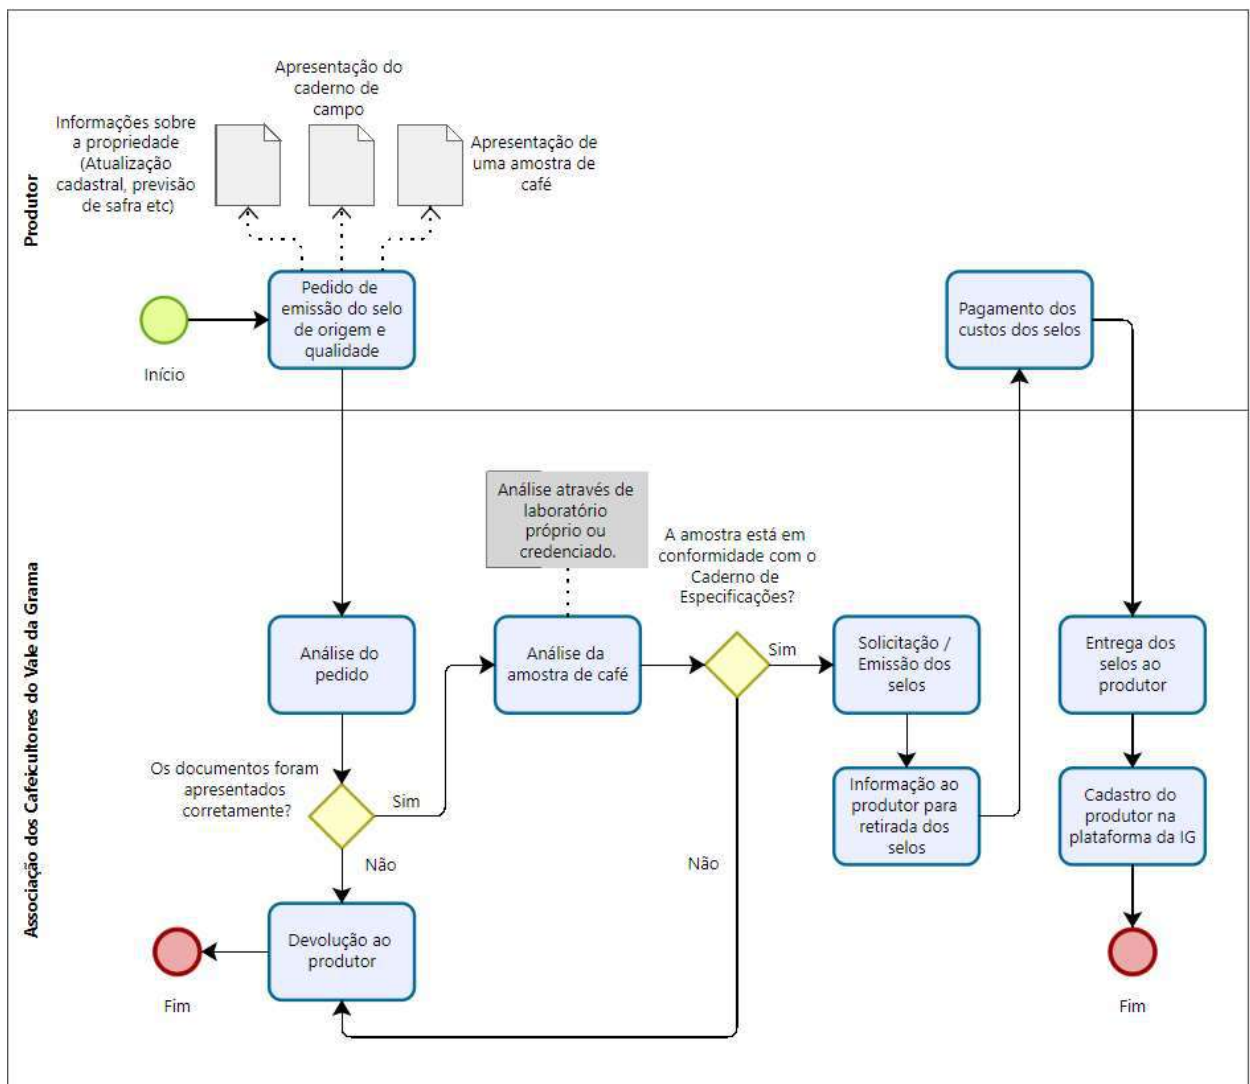 Produtor
Apresentação do
caderno de
campo
Informações sobre
a propriedade
(Atualização
cadastral, previsão
de safra etc)
Apresentação de
uma amostra de
café
Pedido de
emissão do selo
de origem e
qualidade
Início
Pagamento dos
custos dos selos
Associação dos Cafeicultores do Vale da Grama
Análise através de
laboratório
próprio ou
credenciado.
A amostra está em
conformidade com o
Caderno de
Especificações?
Análise do
pedido
Análise da
amostra de café
Sim
Solicitação /
Emissão dos
selos
Entrega dos
selos ao
produtor
Os documentos foram
apresentados
corretamente?
Sim
Não
Informação ao
produtor para
retirada dos
selos
Cadastro do
produtor na
plataforma da IG
Não
Devolução ao
produtor
Fim
Fim